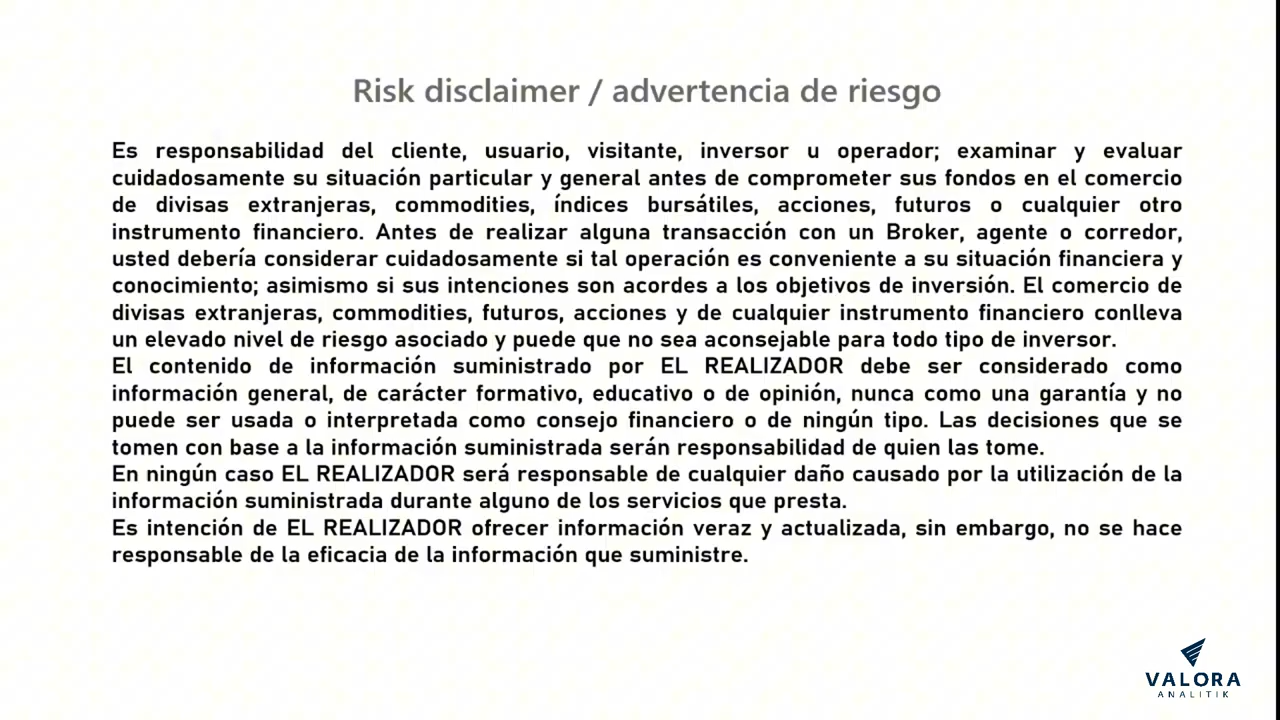 Risk disclaimer / advertencia de riesgo
Es responsabilidad del cliente, usuario, visitante, inversor u operador; examinar y evaluar
cuidadosamente su situación particular y general antes de comprometer sus fondos en el comercio
de divisas extranjeras, commodities, índices bursátiles, acciones, futuros o cualquier otro
instrumento financiero. Antes de realizar alguna transacción con un Broker, agente o corredor,
usted debería considerar cuidadosamente si tal operación es conveniente a su situación financiera y
conocimiento; asimismo si sus intenciones son acordes a los objetivos de inversión. El comercio de
divisas extranjeras, commodities, futuros, acciones y de cualquier instrumento financiero conlleva
un elevado nivel de riesgo asociado y puede que no sea aconsejable para todo tipo de inversor.
El contenido de información suministrado por EL REALIZADOR debe ser considerado como
información general, de carácter formativo, educativo o de opinión, nunca como una garantía y no
puede ser usada o interpretada como consejo financiero o de ningún tipo. Las decisiones que se
tomen con base a la información suministrada serán responsabilidad de quien las tome.
En ningún caso EL REALIZADOR será responsable de cualquier daño causado por la utilización de la
información suministrada durante alguno de los servicios que presta.
Es intención de EL REALIZADOR ofrecer información veraz y actualizada, sin embargo, no se hace
responsable de la eficacia de la información que suministre.
VALORA
ANALITIK